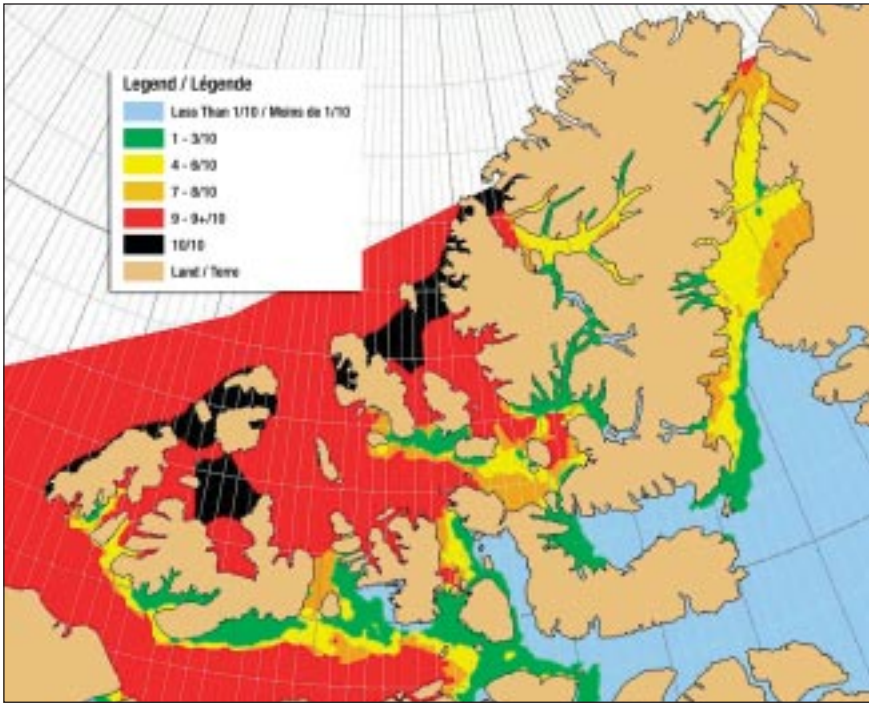 Legend / Légende
Less Than 1/10 / Moins de 1/10
1 - 3/10
4 - 6/10
7 - 8/10
9 - 9+/10
10/10
Land / Terre